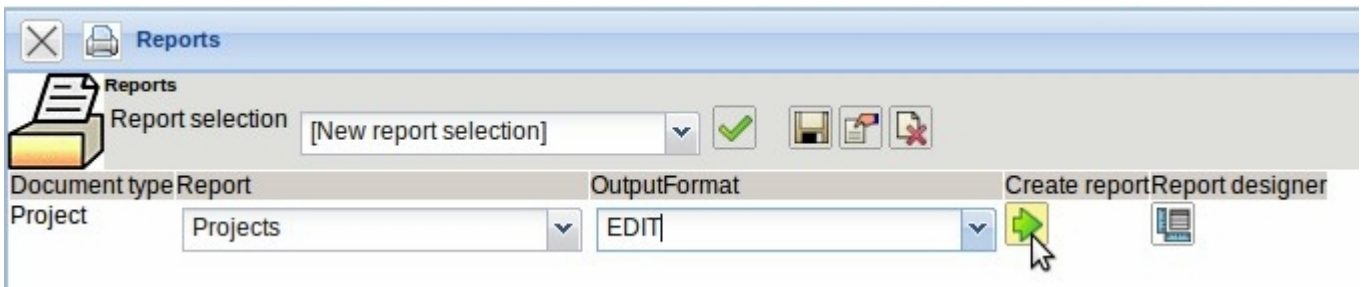 Reports
Reports
Report selection [New report selection]
Document type Report OutputFormat Create report Report designer
Project Projects EDIT